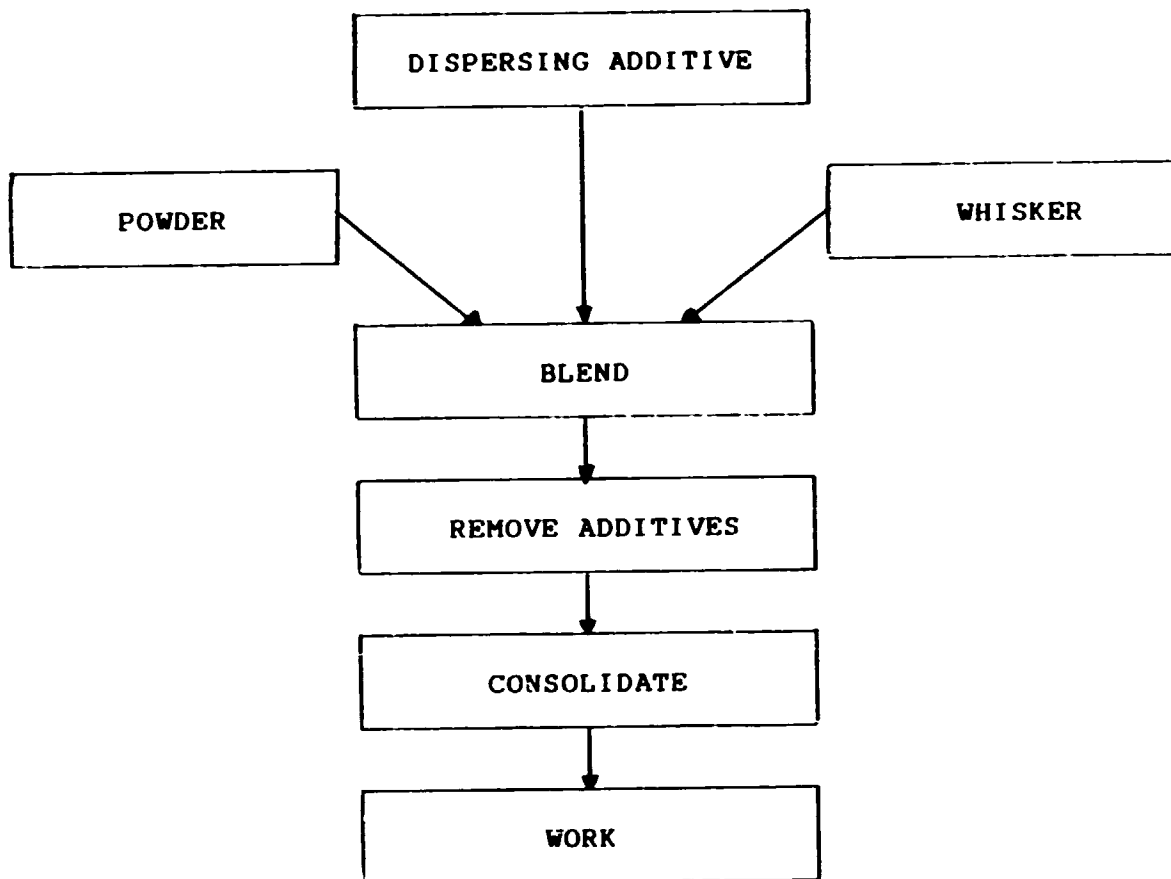 DISPERSING ADDITIVE
POWDER
WHISKER
BLEND
REMOVE ADDITIVES
CONSOLIDATE
WORK